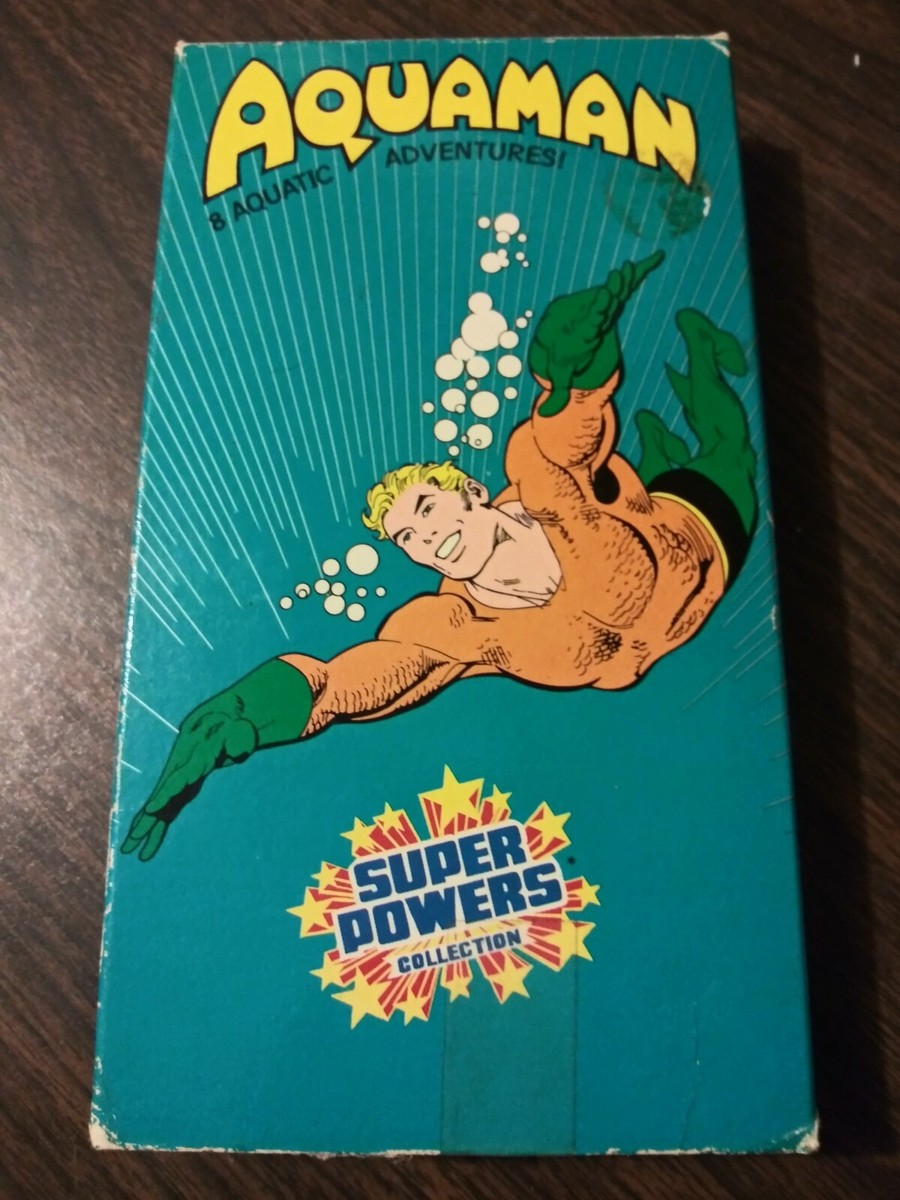 AQUAMAN
8 AQUATIC ADVENTURES!
SUPER
POWERS
COLLECTION